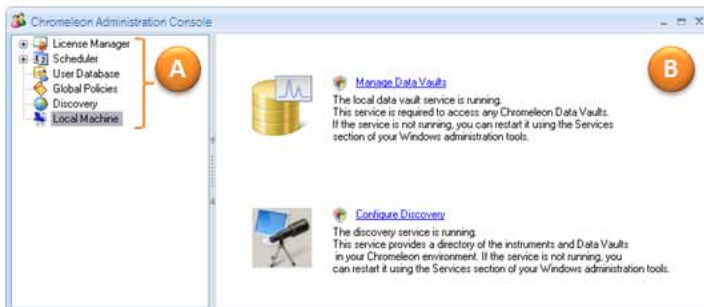 Chromeleon Administration Console
License Manager
Scheduler
User Database
Global Policies
Discovery
Local Machine
A
B
Manage Data Vaults
The local data vault service is running.
This service is required to access any Chromeleon Data Vaults.
If the service is not running, you can restart it using the Services
section of your Windows administration tools.
Configure Discovery
The discovery service is running.
This service provides a directory of the instruments and Data Vaults
in your Chromeleon environment. If the service is not running, you
can restart it using the Services section of your Windows administration tools.